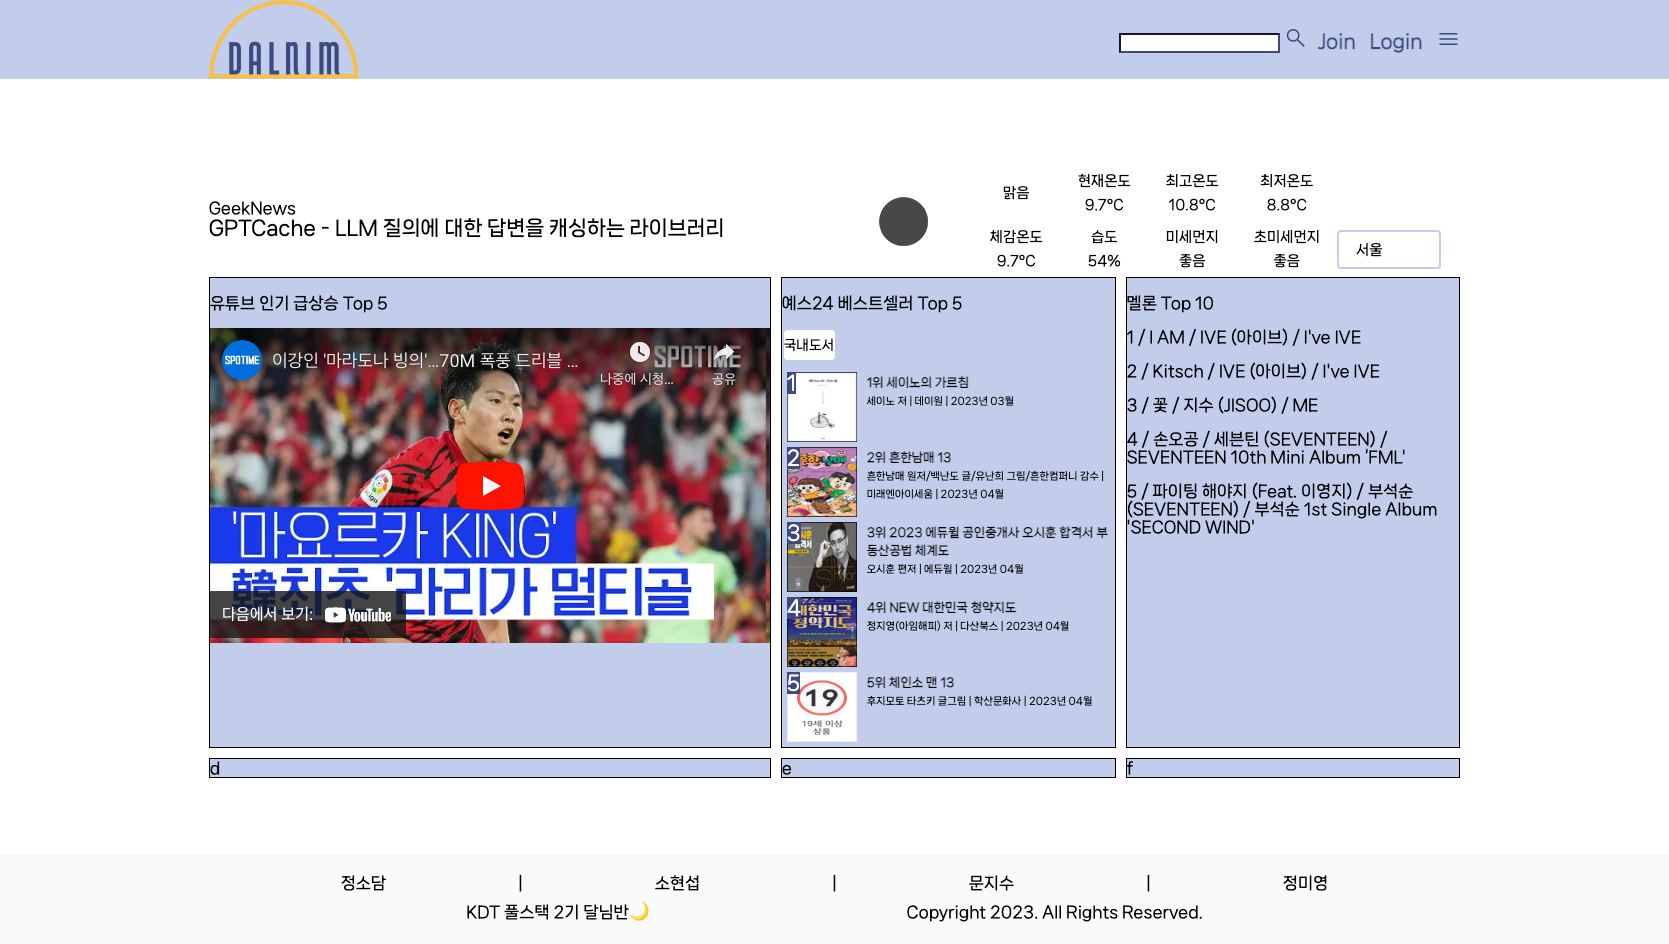 DALNIM
Join Login
GeekNews
GPTCache - LLM 질의에 대한 답변을 캐싱하는 라이브러리
맑음
현재온도
9.7℃
최고온도
10.8℃
최저온도
8.8℃
체감온도
9.7℃
습도
54%
미세먼지
좋음
초미세먼지
좋음
서울
유튜브 인기 급상승 Top 5
SPOTIME
이강인 '마라도나 빙의'...70M 폭풍 드리블 ...
나중에 시청...
SPOTIME
공유
'마요르카 KING'
韓최초 '라리가 멀티골
다음에서 보기: YouTube
예스24 베스트셀러 Top 5
국내도서
1
1위 세이노의 가르침
세이노 저 | 데이원 | 2023년 03월
2
흔한남매
2위 흔한남매 13
흔한남매 원저/백난도 글/유난희 그림/흔한컴퍼니 감수 |
미래엔아이세움 | 2023년 04월
3
3위 2023 에듀윌 공인중개사 오시훈 합격서 부
동산공법 체계도
오시훈 편저 | 에듀윌 | 2023년 04월
4
대한민국
청약지도
4위 NEW 대한민국 청약지도
정지영(아임해피) 저 | 다산북스 | 2023년 04월
5
19
19세 이상
상품
5위 체인소 맨 13
후지모토 타츠키 글그림 | 학산문화사 | 2023년 04월
멜론 Top 10
1 / I AM / IVE (아이브) / I've IVE
2 / Kitsch / IVE (아이브) / I've IVE
3 / 꽃 / 지수 (JISOO) / ME
4 / 손오공 / 세븐틴 (SEVENTEEN) /
SEVENTEEN 10th Mini Album 'FML'
5 / 파이팅 해야지 (Feat. 이영지) / 부석순
(SEVENTEEN) / 부석순 1st Single Album
'SECOND WIND'
d
e
f
정소담 | 소현섭 | 문지수 | 정미영
KDT 풀스택 2기 달님반🌙
Copyright 2023. All Rights Reserved.